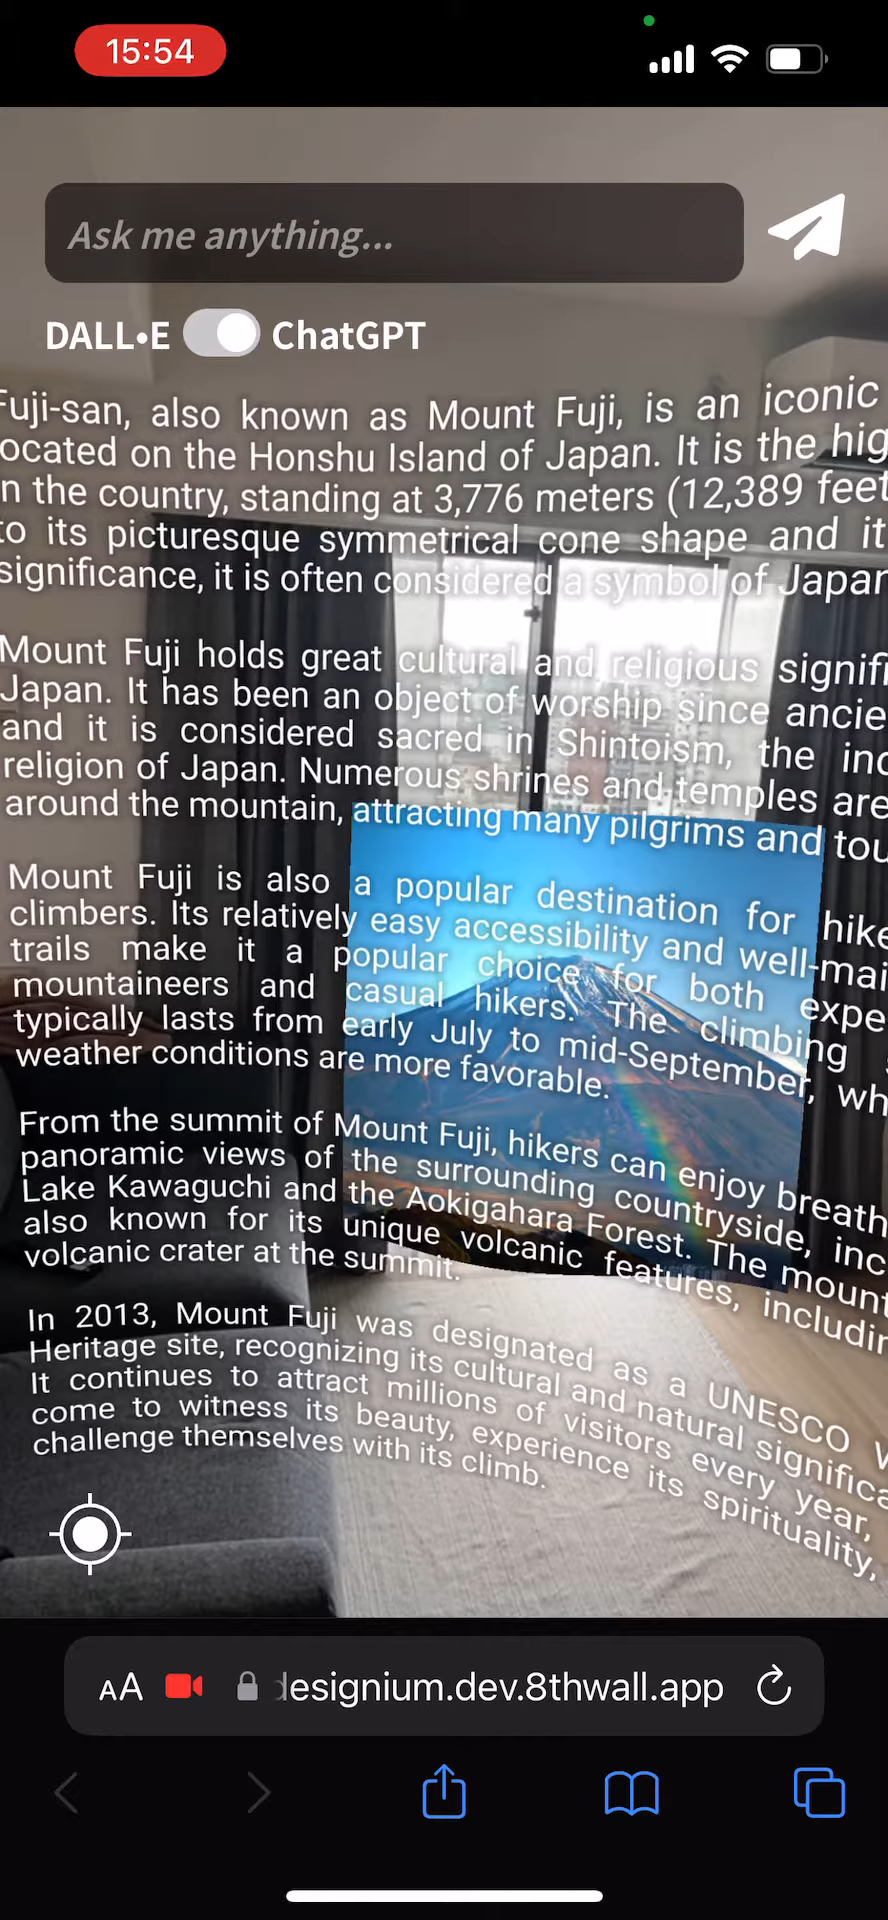 15:54
Ask me anything...
DALL•E ChatGPT
Fuji-san, also known as Mount Fuji, is an iconic
located on the Honshu Island of Japan. It is the hig
in the country, standing at 3,776 meters (12,389 feet
to its picturesque symmetrical cone shape and it
significance, it is often considered a symbol of Japan
Mount Fuji holds great cultural and religious signifi
Japan. It has been an object of worship since ancie
and it is considered sacred in Shintoism, the ind
religion of Japan. Numerous shrines and temples are
around the mountain, attracting many pilgrims and tou
Mount Fuji is also a popular destination for hike
climbers. Its relatively easy accessibility and well-mai
trails make it a popular choice for both expe
mountaineers and casual hikers. The climbing s
typically lasts from early July to mid-September, wh
weather conditions are more favorable.
From the summit of Mount Fuji, hikers can enjoy breath
panoramic views of the surrounding countryside, inc
Lake Kawaguchi and the Aokigahara Forest. The mount
also known for its unique volcanic features, includin
volcanic crater at the summit.
In 2013, Mount Fuji was designated as a UNESCO W
Heritage site, recognizing its cultural and natural significa
It continues to attract millions of visitors every year,
come to witness its beauty, experience its spirituality,
challenge themselves with its climb.
AA designium.dev.8thwall.app